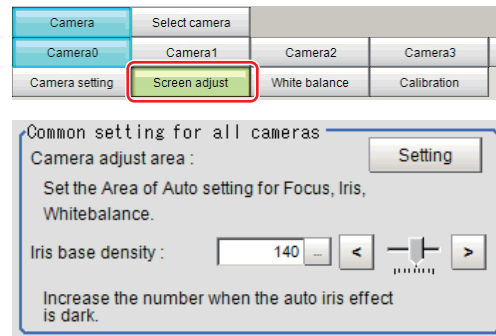 Camera Select camera
Camera0 Camera1 Camera2 Camera3
Camera setting Screen adjust White balance Calibration
Common setting for all cameras
Camera adjust area : Setting
Set the Area of Auto setting for Focus, Iris,
Whitebalance.
Iris base density : 140 ... < >
Increase the number when the auto iris effect
is dark.